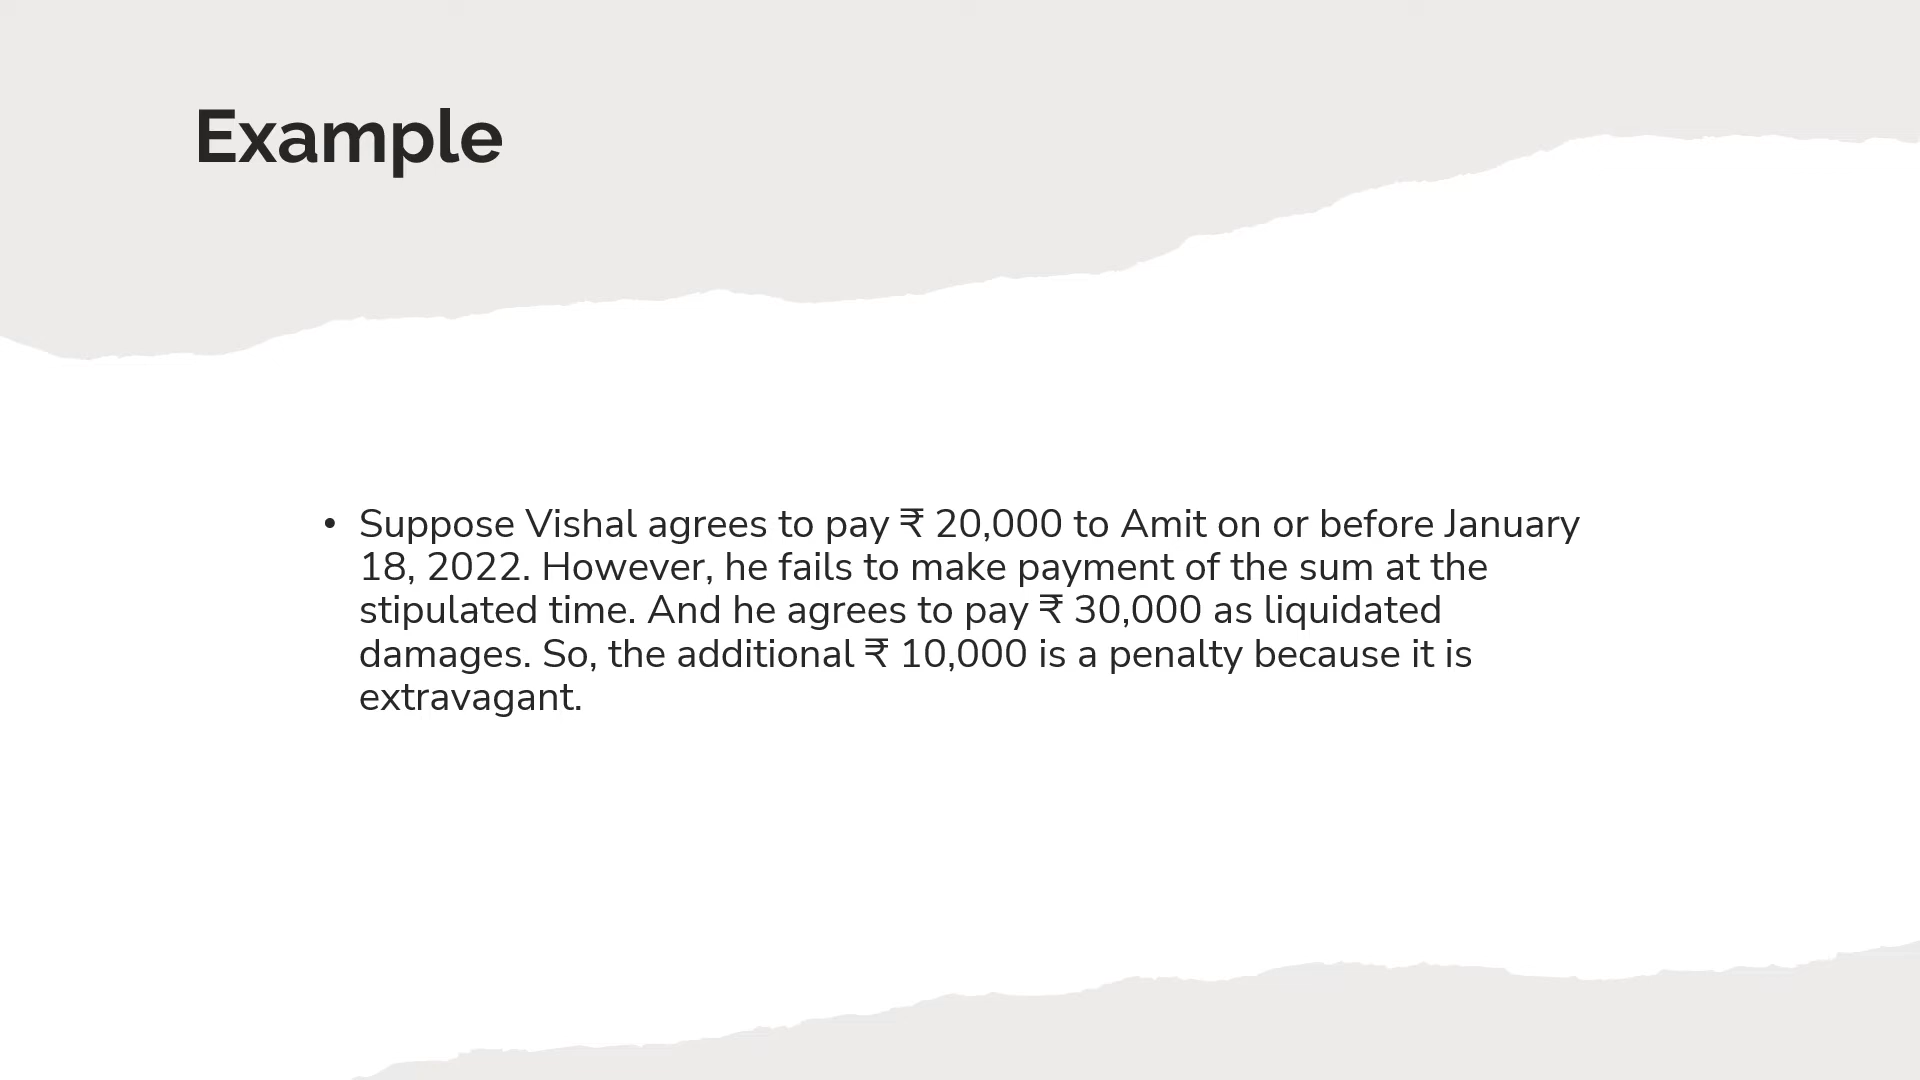 Example
• Suppose Vishal agrees to pay ₹ 20,000 to Amit on or before January
18, 2022. However, he fails to make payment of the sum at the
stipulated time. And he agrees to pay ₹ 30,000 as liquidated
damages. So, the additional ₹ 10,000 is a penalty because it is
extravagant.